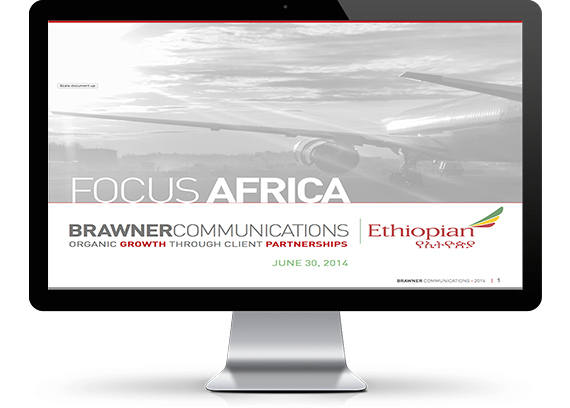 Scale document up
FOCUS AFRICA
BRAWNERCOMMUNICATIONS
ORGANIC GROWTH THROUGH CLIENT PARTNERSHIPS
Ethiopian
የኢትዮጵያ
JUNE 30, 2014
BRAWNER COMMUNICATIONS • 2014 | 1